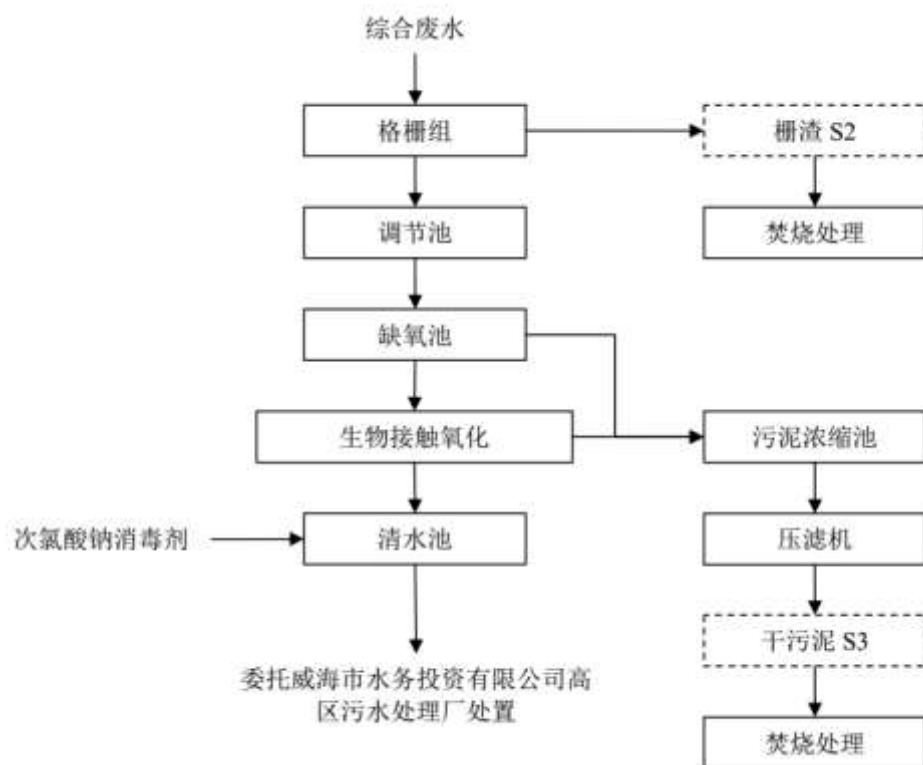 综合废水
格栅组
栅渣 S2
调节池
焚烧处理
缺氧池
生物接触氧化
污泥浓缩池
次氯酸钠消毒剂
清水池
压滤机
干污泥 S3
委托威海市水务投资有限公司高
区污水处理厂处置
焚烧处理